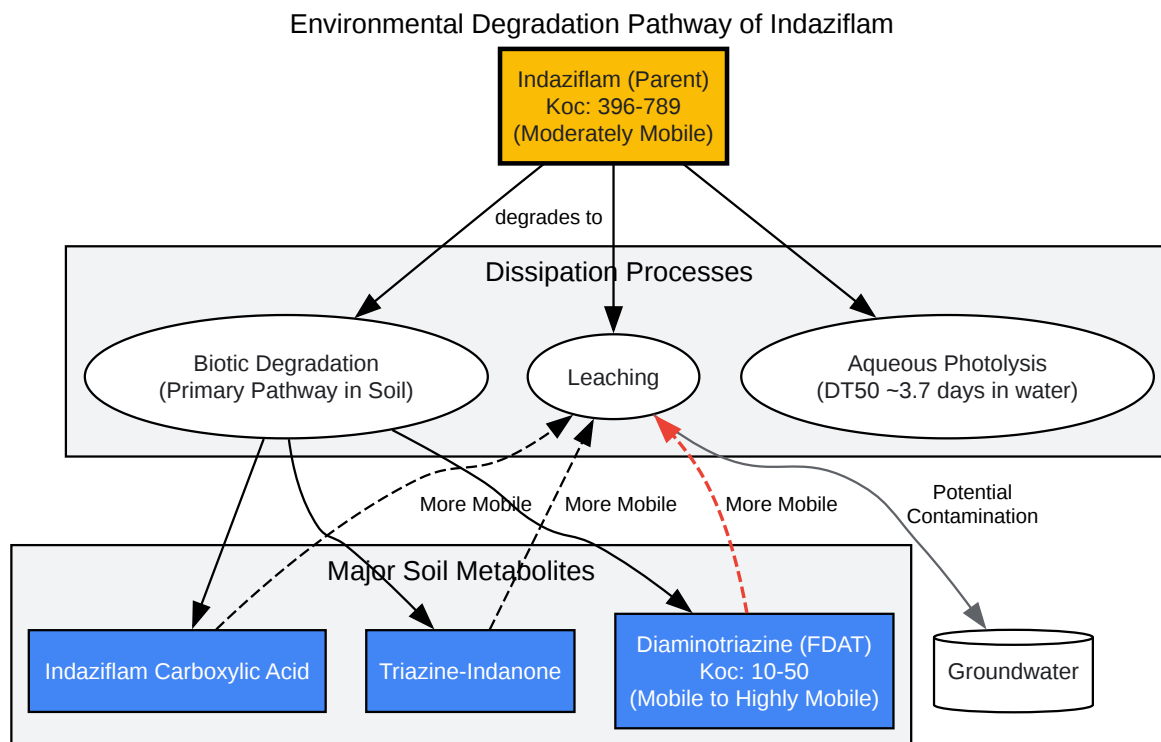 Environmental Degradation Pathway of Indaziflam
Indaziflam (Parent)
Koc: 396-789
(Moderately Mobile)
degrades to
Dissipation Processes
Biotic Degradation
(Primary Pathway in Soil)
Leaching
Aqueous Photolysis
(DT50 ~3.7 days in water)
More Mobile
More Mobile
More Mobile
Potential
Contamination
Major Soil Metabolites
Indaziflam Carboxylic Acid
Triazine-Indanone
Diaminotriazine (FDAT)
Koc: 10-50
(Mobile to Highly Mobile)
Groundwater